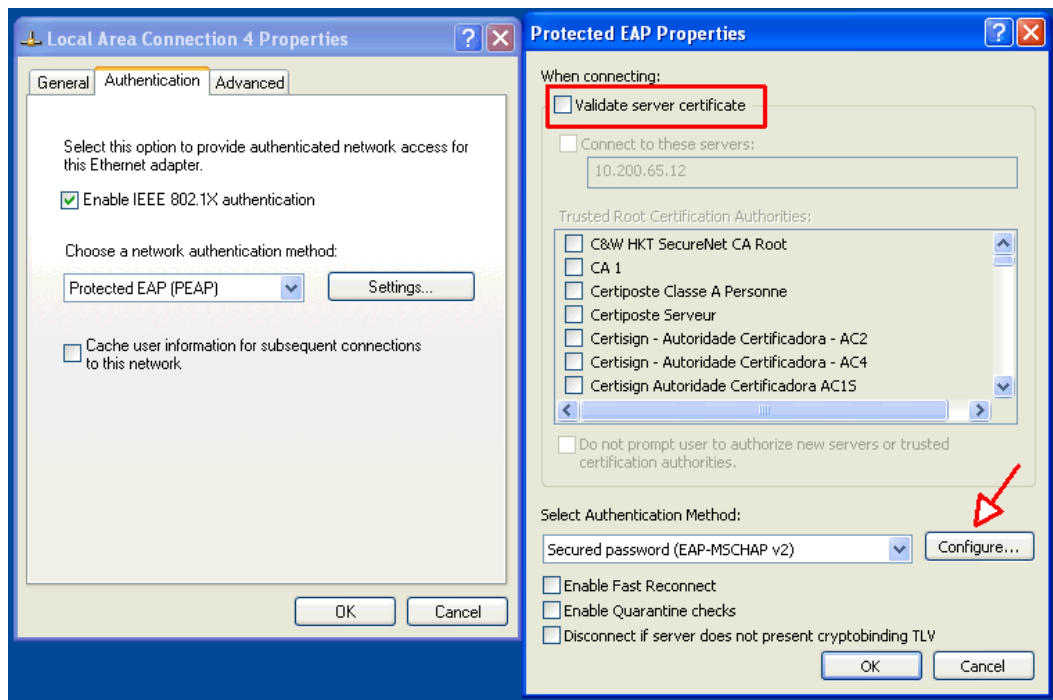 Local Area Connection 4 Properties
General Authentication Advanced
Select this option to provide authenticated network access for
this Ethernet adapter.
Enable IEEE 802.1X authentication
Choose a network authentication method:
Protected EAP (PEAP) Settings...
Cache user information for subsequent connections
to this network
OK Cancel
Protected EAP Properties
When connecting:
Validate server certificate
Connect to these servers:
10.200.65.12
Trusted Root Certification Authorities:
C&W HKT SecureNet CA Root
CA 1
Certiposte Classe A Personne
Certiposte Serveur
Certisign - Autoridade Certificadora - AC2
Certisign - Autoridade Certificadora - AC4
Certisign Autoridade Certificadora AC1S
Do not prompt user to authorize new servers or trusted
certification authorities.
Select Authentication Method:
Secured password (EAP-MSCHAP v2) Configure...
Enable Fast Reconnect
Enable Quarantine checks
Disconnect if server does not present cryptobinding TLV
OK Cancel